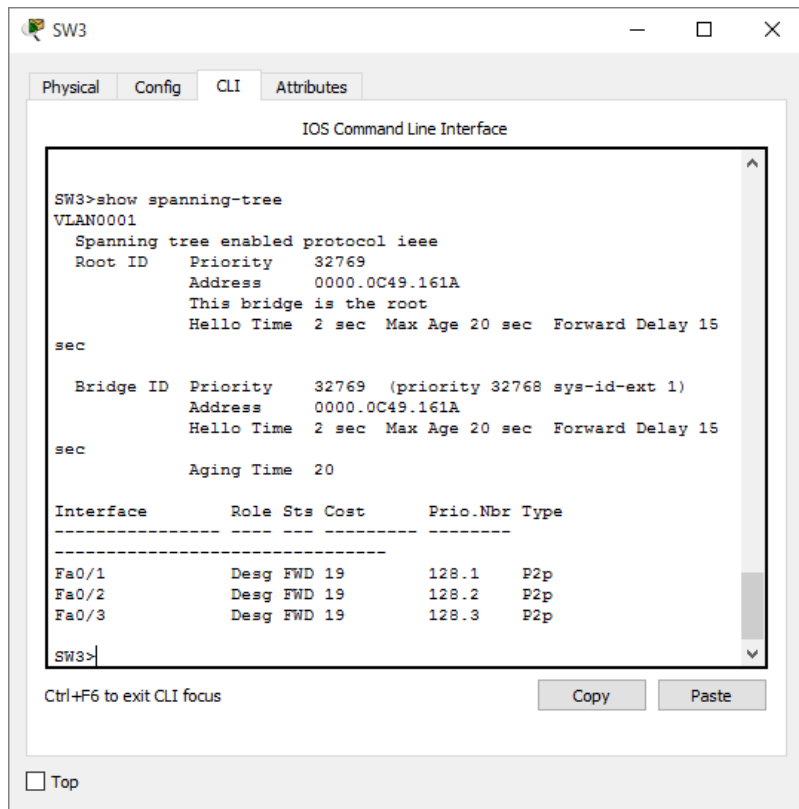 SW3
Physical Config CLI Attributes
IOS Command Line Interface
SW3>show spanning-tree
VLAN0001
  Spanning tree enabled protocol ieee
  Root ID    Priority    32769
             Address     0000.0C49.161A
             This bridge is the root
             Hello Time  2 sec  Max Age 20 sec  Forward Delay 15
sec
  Bridge ID  Priority    32769  (priority 32768 sys-id-ext 1)
             Address     0000.0C49.161A
             Hello Time  2 sec  Max Age 20 sec  Forward Delay 15
sec
             Aging Time  20
Interface        Role Sts Cost      Prio.Nbr Type
---------------- ---- --- --------- --------
--------------------------------
Fa0/1            Desg FWD 19        128.1    P2p
Fa0/2            Desg FWD 19        128.2    P2p
Fa0/3            Desg FWD 19        128.3    P2p
SW3>
Ctrl+F6 to exit CLI focus Copy Paste
Top